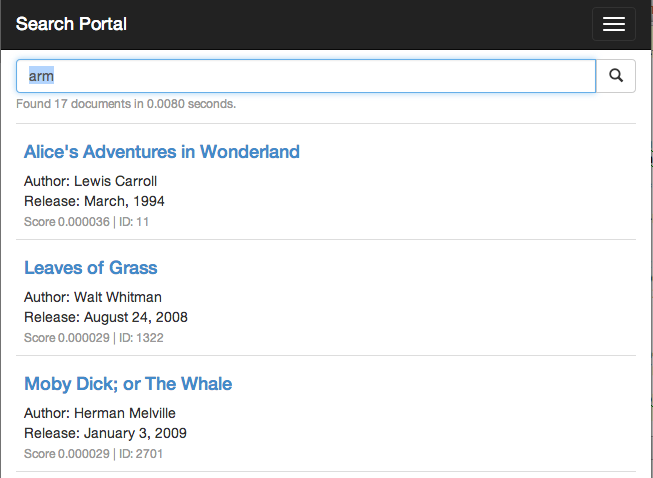 Search Portal
arm
Found 17 documents in 0.0080 seconds.
Alice's Adventures in Wonderland
Author: Lewis Carroll
Release: March, 1994
Score 0.000036 | ID: 11
Leaves of Grass
Author: Walt Whitman
Release: August 24, 2008
Score 0.000029 | ID: 1322
Moby Dick; or The Whale
Author: Herman Melville
Release: January 3, 2009
Score 0.000029 | ID: 2701